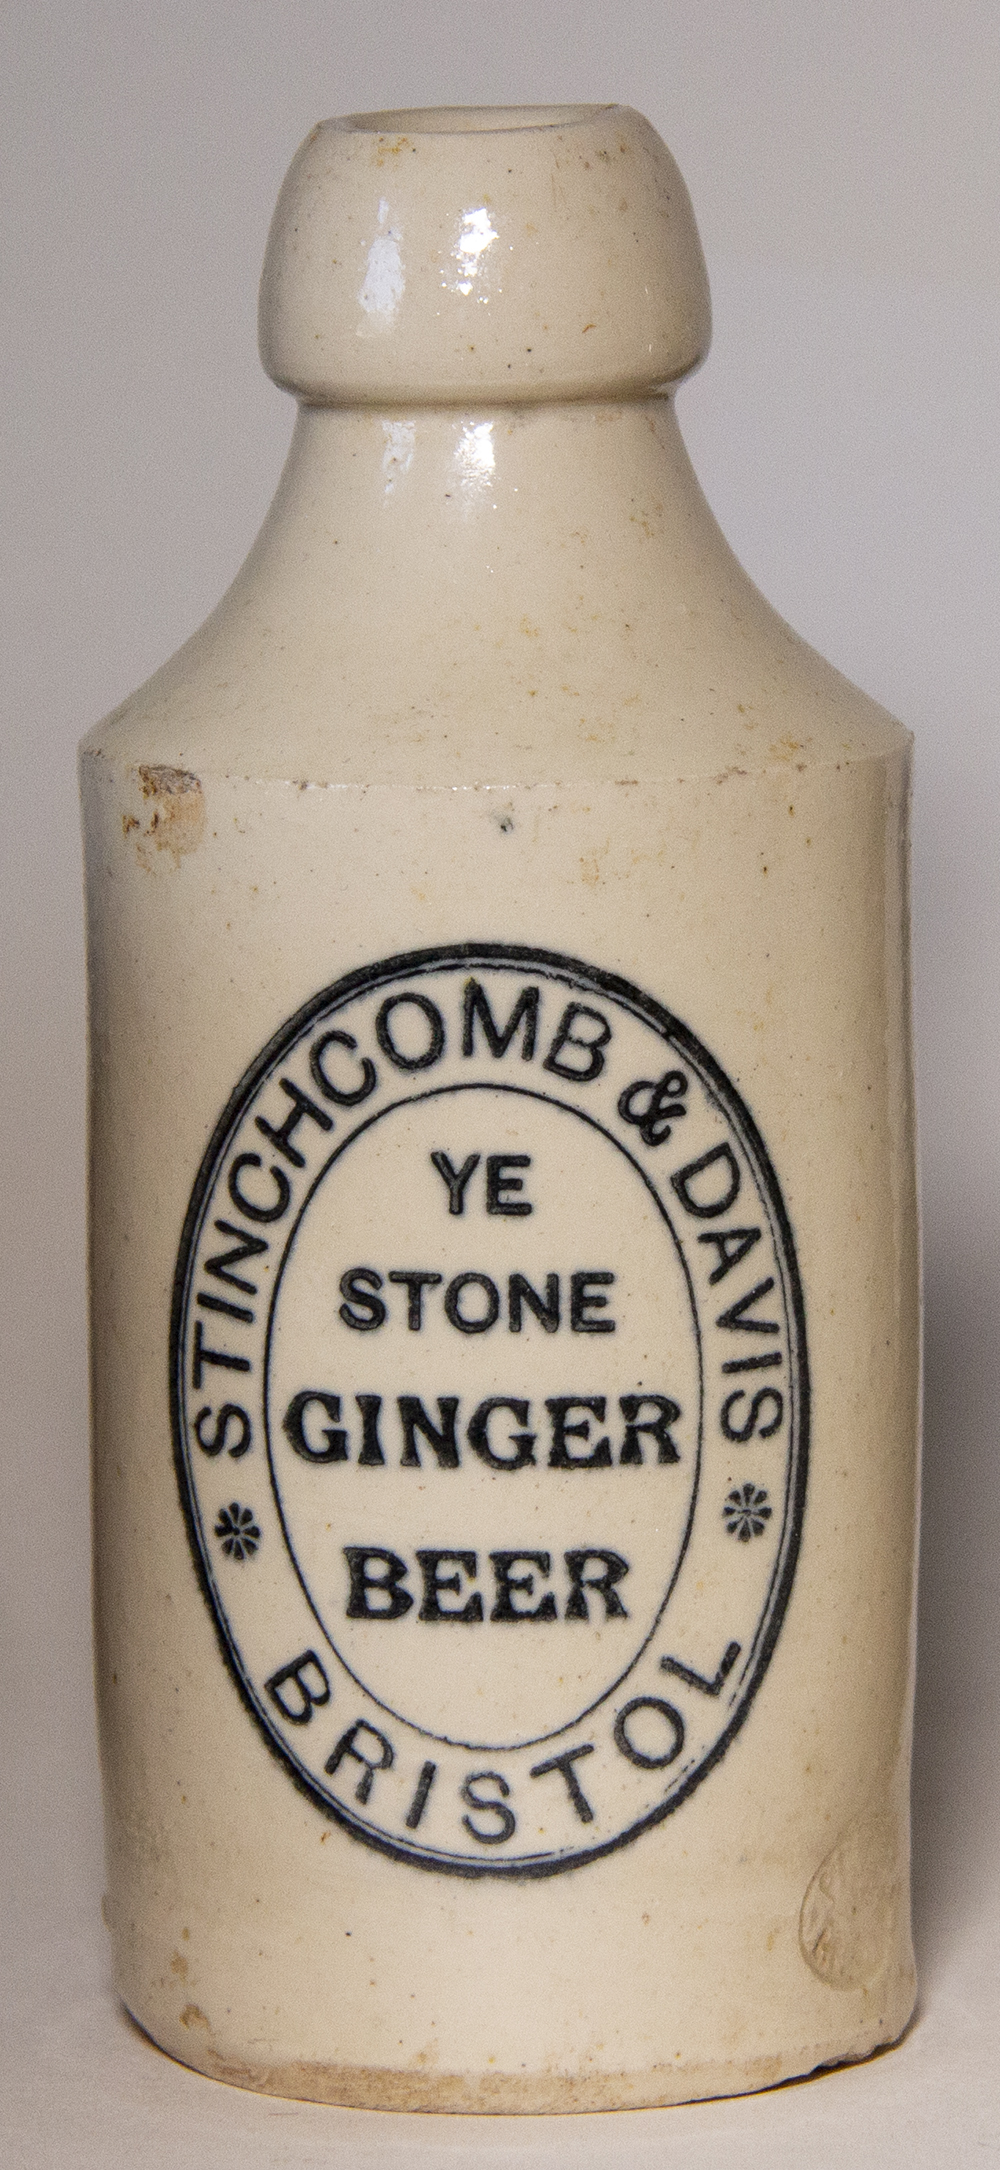 STINCHCOMB & DAVIS
YE
STONE
GINGER
BEER
BRISTOL